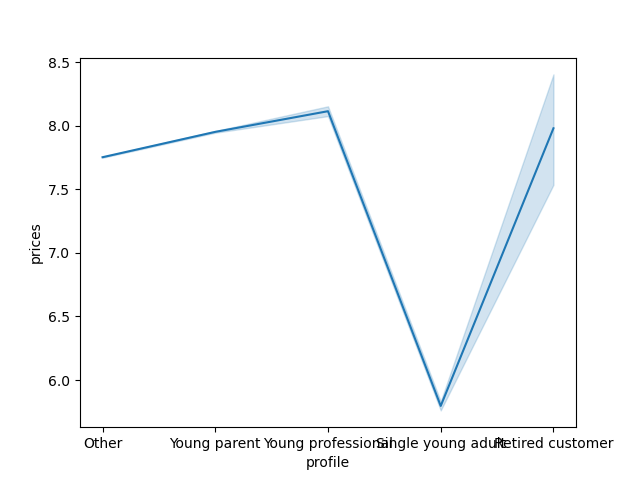 8.5
8.0
7.5
7.0
6.5
6.0
prices
Other Young parent Young professional Single young adult Retired customer
profile